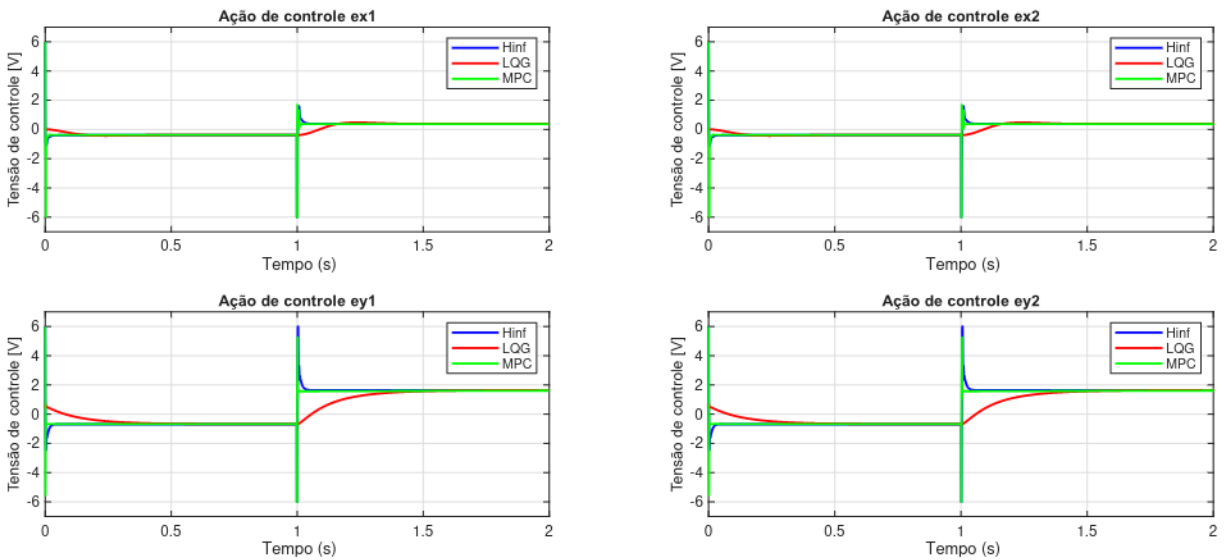 Ação de controle ex1
Tensão de controle [V]
6
4
2
0
-2
-4
-6
Hinf
LQG
MPC
0
0.5
1
1.5
2
Tempo (s)
Ação de controle ex2
Tensão de controle [V]
6
4
2
0
-2
-4
-6
Hinf
LQG
MPC
0
0.5
1
1.5
2
Tempo (s)
Ação de controle ey1
Tensão de controle [V]
6
4
2
0
-2
-4
-6
Hinf
LQG
MPC
0
0.5
1
1.5
2
Tempo (s)
Ação de controle ey2
Tensão de controle [V]
6
4
2
0
-2
-4
-6
Hinf
LQG
MPC
0
0.5
1
1.5
2
Tempo (s)